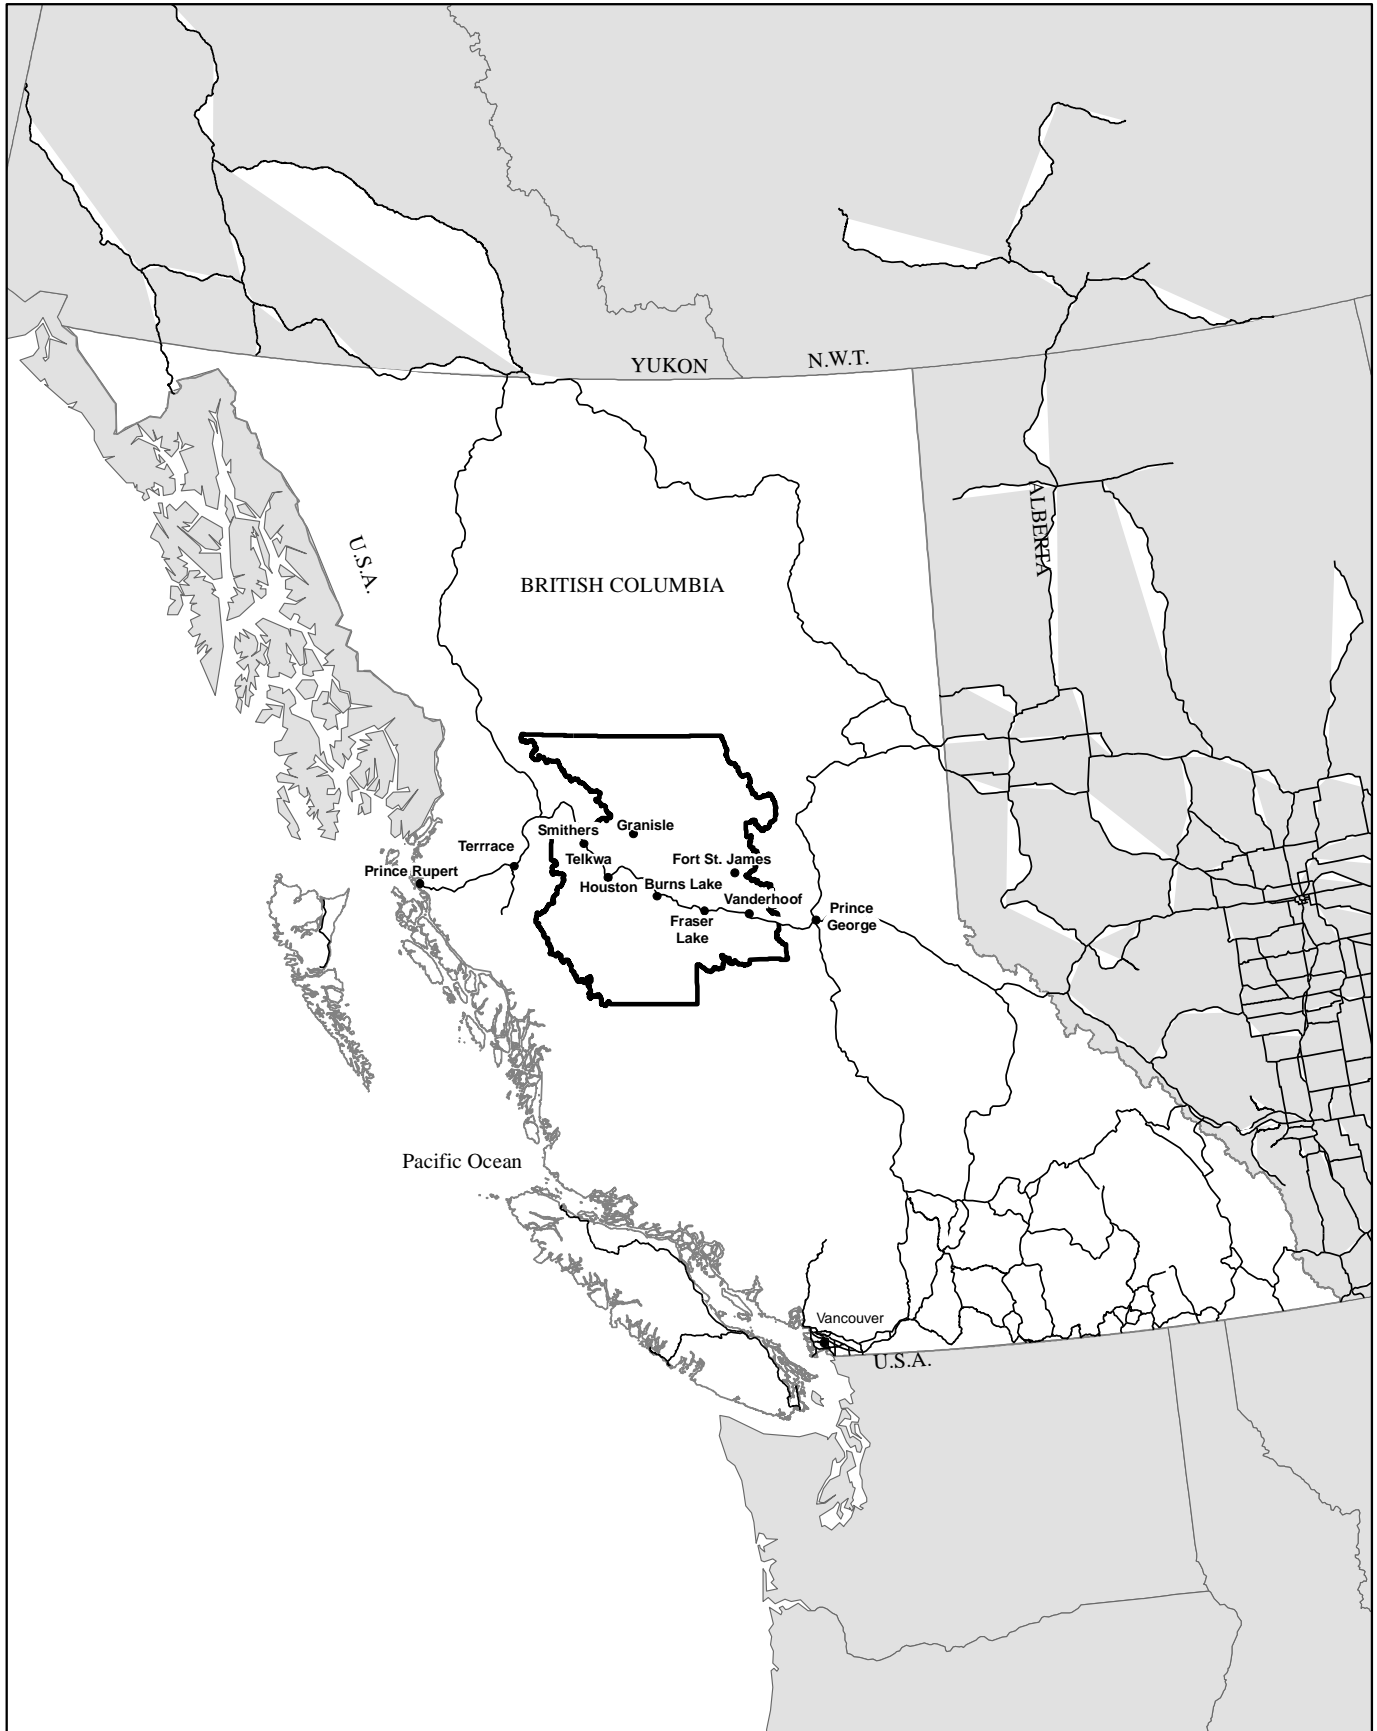 YUKON
N.W.T.
U.S.A.
ALBERTA
BRITISH COLUMBIA
Smithers
Granisle
Terrrace
Telkwa
Fort St. James
Prince Rupert
Houston
Burns Lake
Vanderhoof
Fraser
Lake
Prince
George
Pacific Ocean
Vancouver
U.S.A.